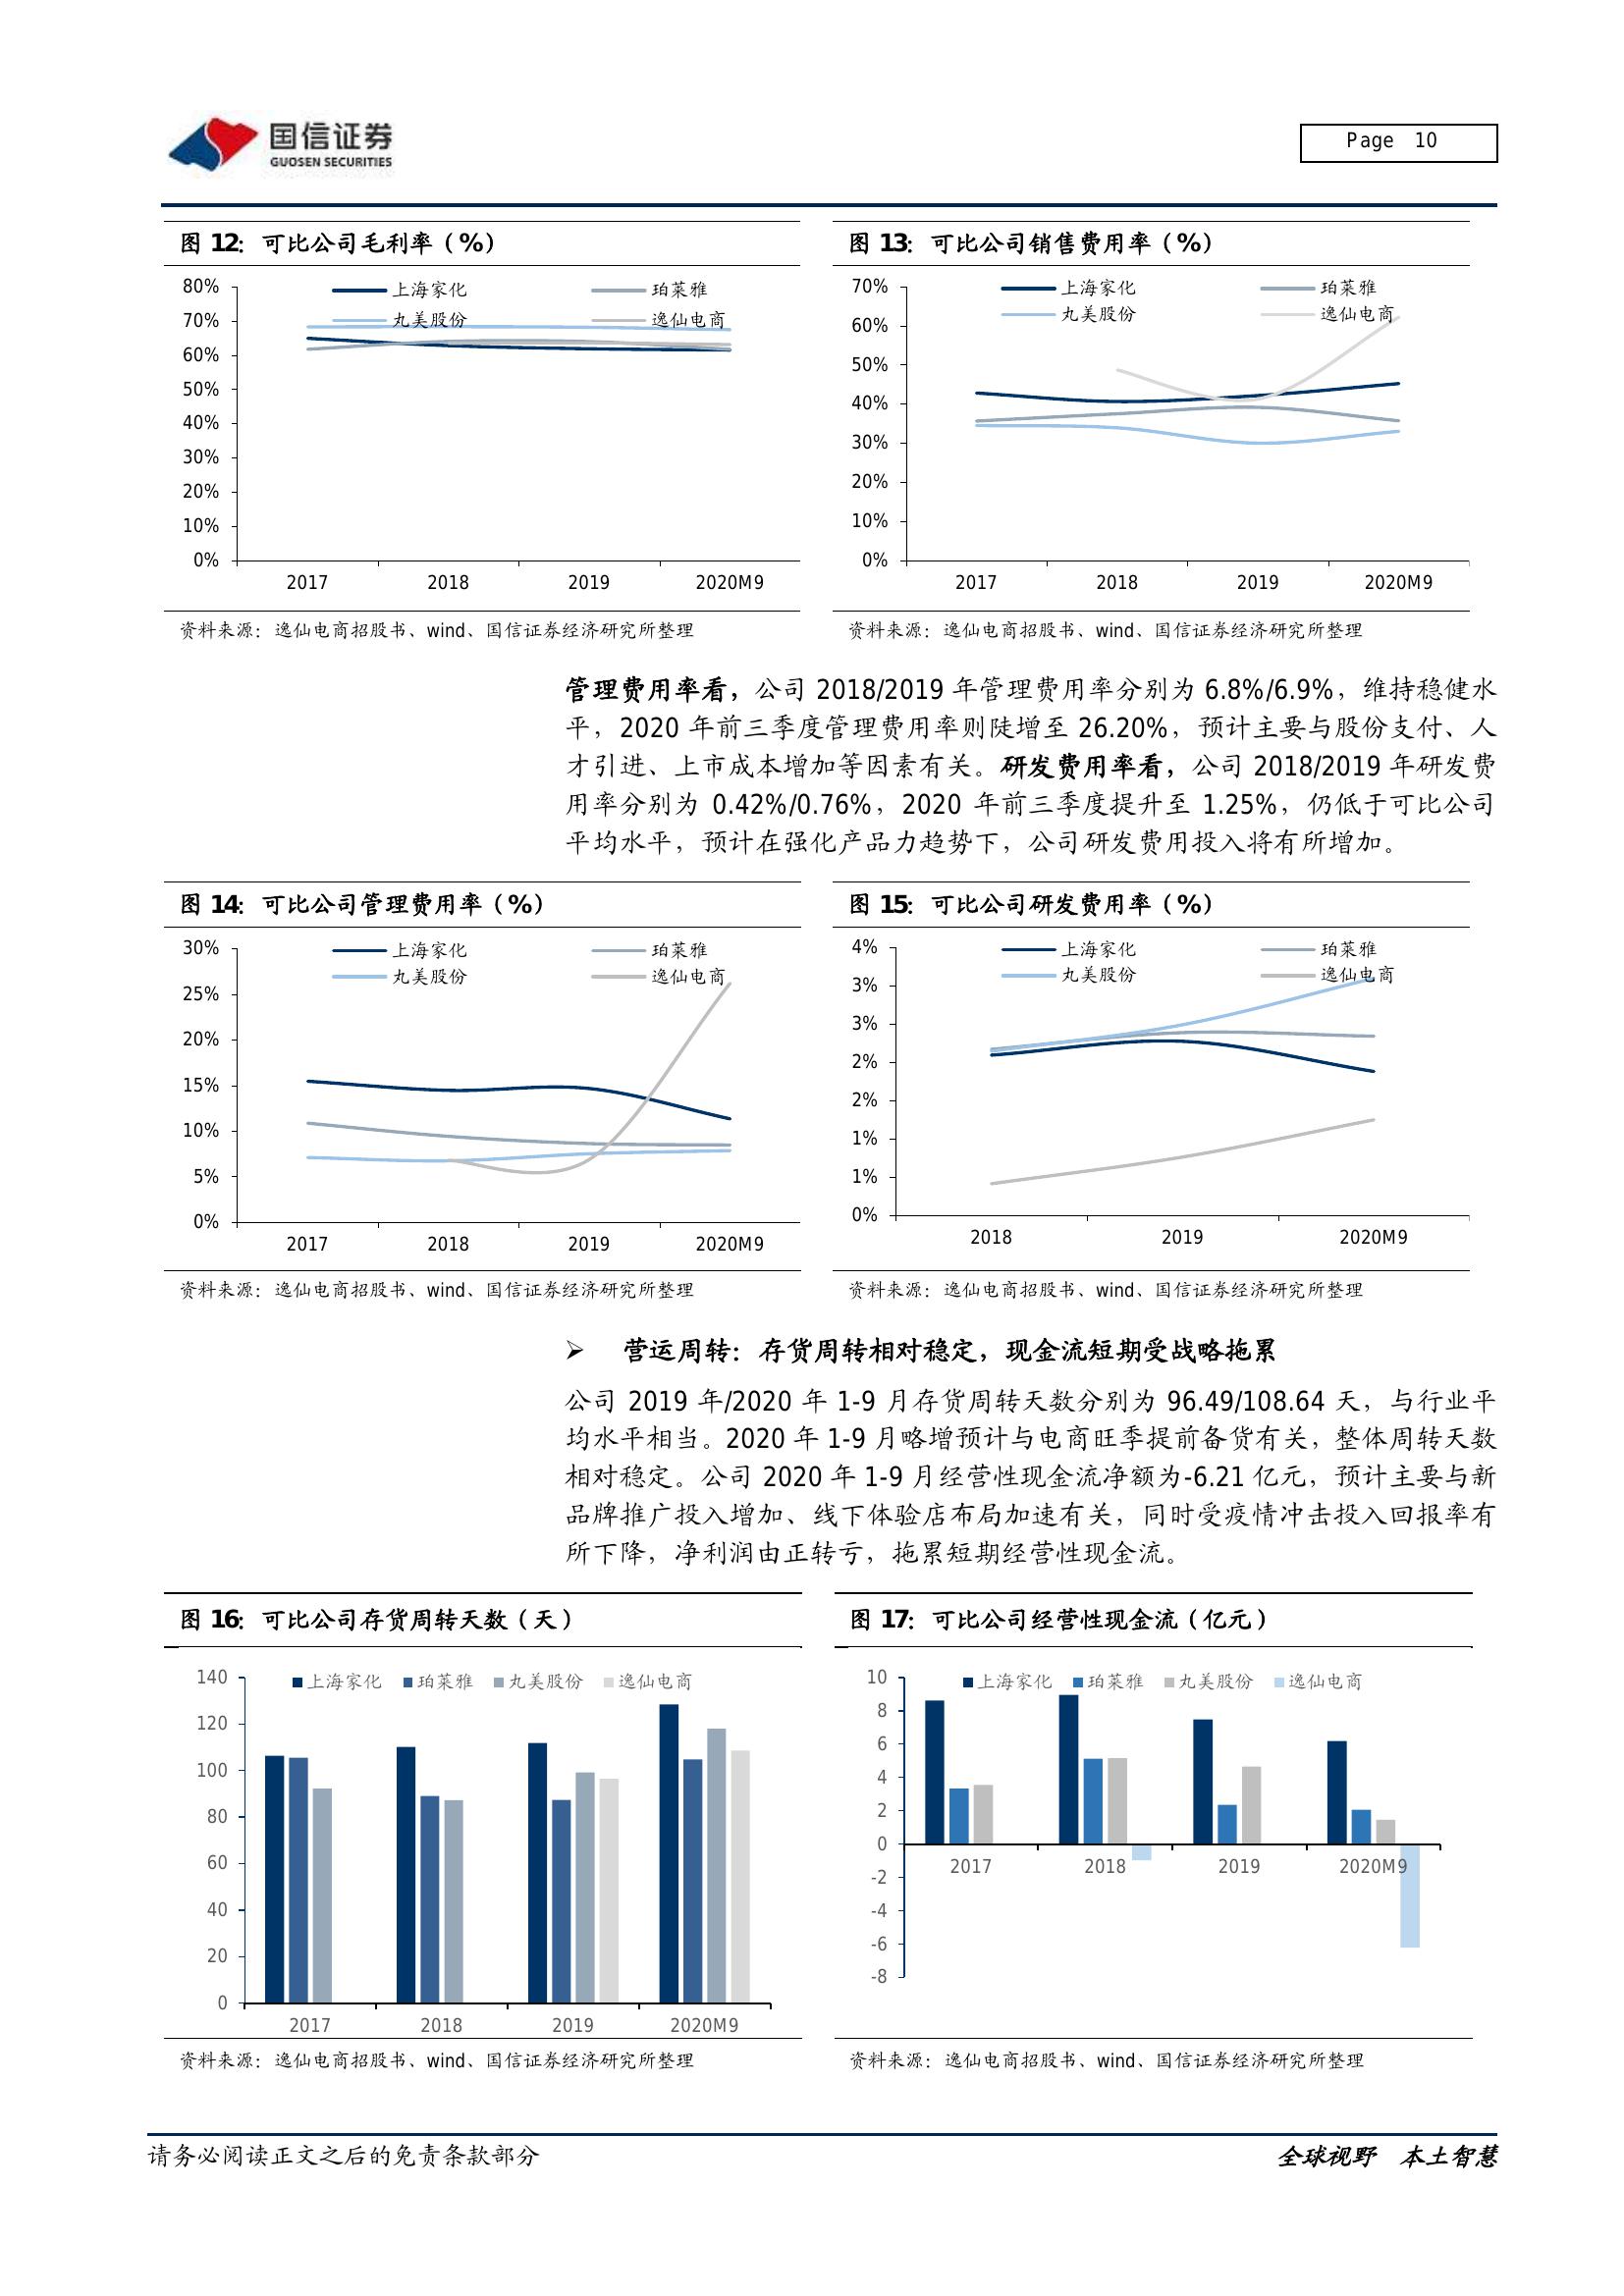 国信证券
GUOSEN SECURITIES
Page 10
图 12：可比公司毛利率（%）
80%
70%
60%
50%
40%
30%
20%
10%
0%
上海家化 珀莱雅
丸美股份 逸仙电商
2017 2018 2019 2020M9
资料来源：逸仙电商招股书、wind、国信证券经济研究所整理
图 13：可比公司销售费用率（%）
70%
60%
50%
40%
30%
20%
10%
0%
上海家化 珀莱雅
丸美股份 逸仙电商
2017 2018 2019 2020M9
资料来源：逸仙电商招股书、wind、国信证券经济研究所整理
管理费用率看，公司 2018/2019 年管理费用率分别为 6.8%/6.9%，维持稳健水
平，2020 年前三季度管理费用率则陡增至 26.20%，预计主要与股份支付、人
才引进、上市成本增加等因素有关。研发费用率看，公司 2018/2019 年研发费
用率分别为 0.42%/0.76%，2020 年前三季度提升至 1.25%，仍低于可比公司
平均水平，预计在强化产品力趋势下，公司研发费用投入将有所增加。
图 14：可比公司管理费用率（%）
30%
25%
20%
15%
10%
5%
0%
上海家化 珀莱雅
丸美股份 逸仙电商
2017 2018 2019 2020M9
资料来源：逸仙电商招股书、wind、国信证券经济研究所整理
图 15：可比公司研发费用率（%）
4%
3%
3%
2%
2%
1%
1%
0%
上海家化 珀莱雅
丸美股份 逸仙电商
2018 2019 2020M9
资料来源：逸仙电商招股书、wind、国信证券经济研究所整理
➢ 营运周转：存货周转相对稳定，现金流短期受战略拖累
公司 2019 年/2020 年 1-9 月存货周转天数分别为 96.49/108.64 天，与行业平
均水平相当。2020 年 1-9 月略增预计与电商旺季提前备货有关，整体周转天数
相对稳定。公司 2020 年 1-9 月经营性现金流净额为-6.21 亿元，预计主要与新
品牌推广投入增加、线下体验店布局加速有关，同时受疫情冲击投入回报率有
所下降，净利润由正转亏，拖累短期经营性现金流。
图 16：可比公司存货周转天数（天）
140
120
100
80
60
40
20
0
上海家化 珀莱雅 丸美股份 逸仙电商
2017 2018 2019 2020M9
资料来源：逸仙电商招股书、wind、国信证券经济研究所整理
图 17：可比公司经营性现金流（亿元）
10
8
6
4
2
0
-2
-4
-6
-8
上海家化 珀莱雅 丸美股份 逸仙电商
2017 2018 2019 2020M9
资料来源：逸仙电商招股书、wind、国信证券经济研究所整理
请务必阅读正文之后的免责条款部分
全球视野 本土智慧